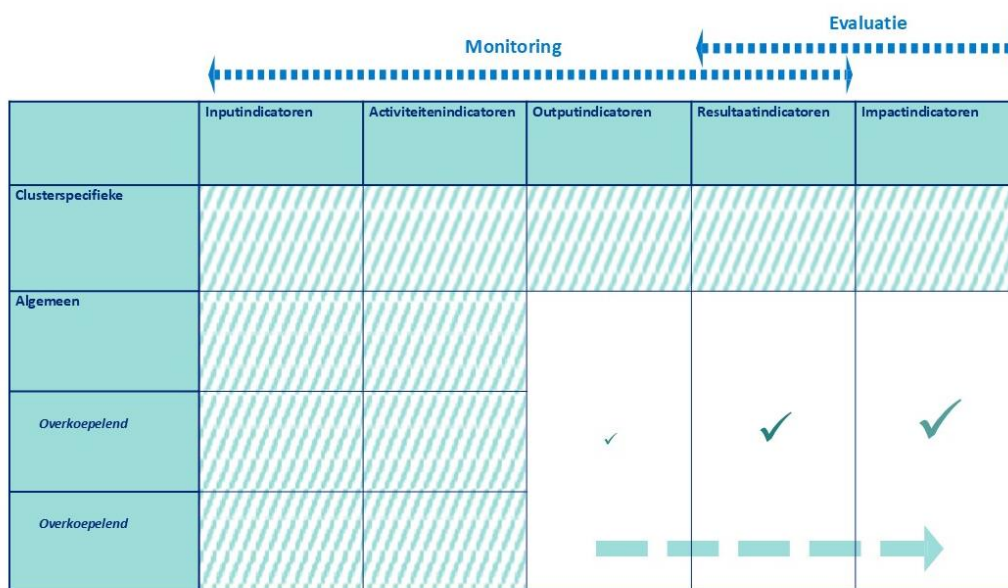 Evaluatie
Monitoring
Inputindicatoren
Activiteitenindicatoren
Outputindicatoren
Resultaatindicatoren
Impactindicatoren
Clusterspecifieke
Algemeen
Overkoepelend
Overkoepelend